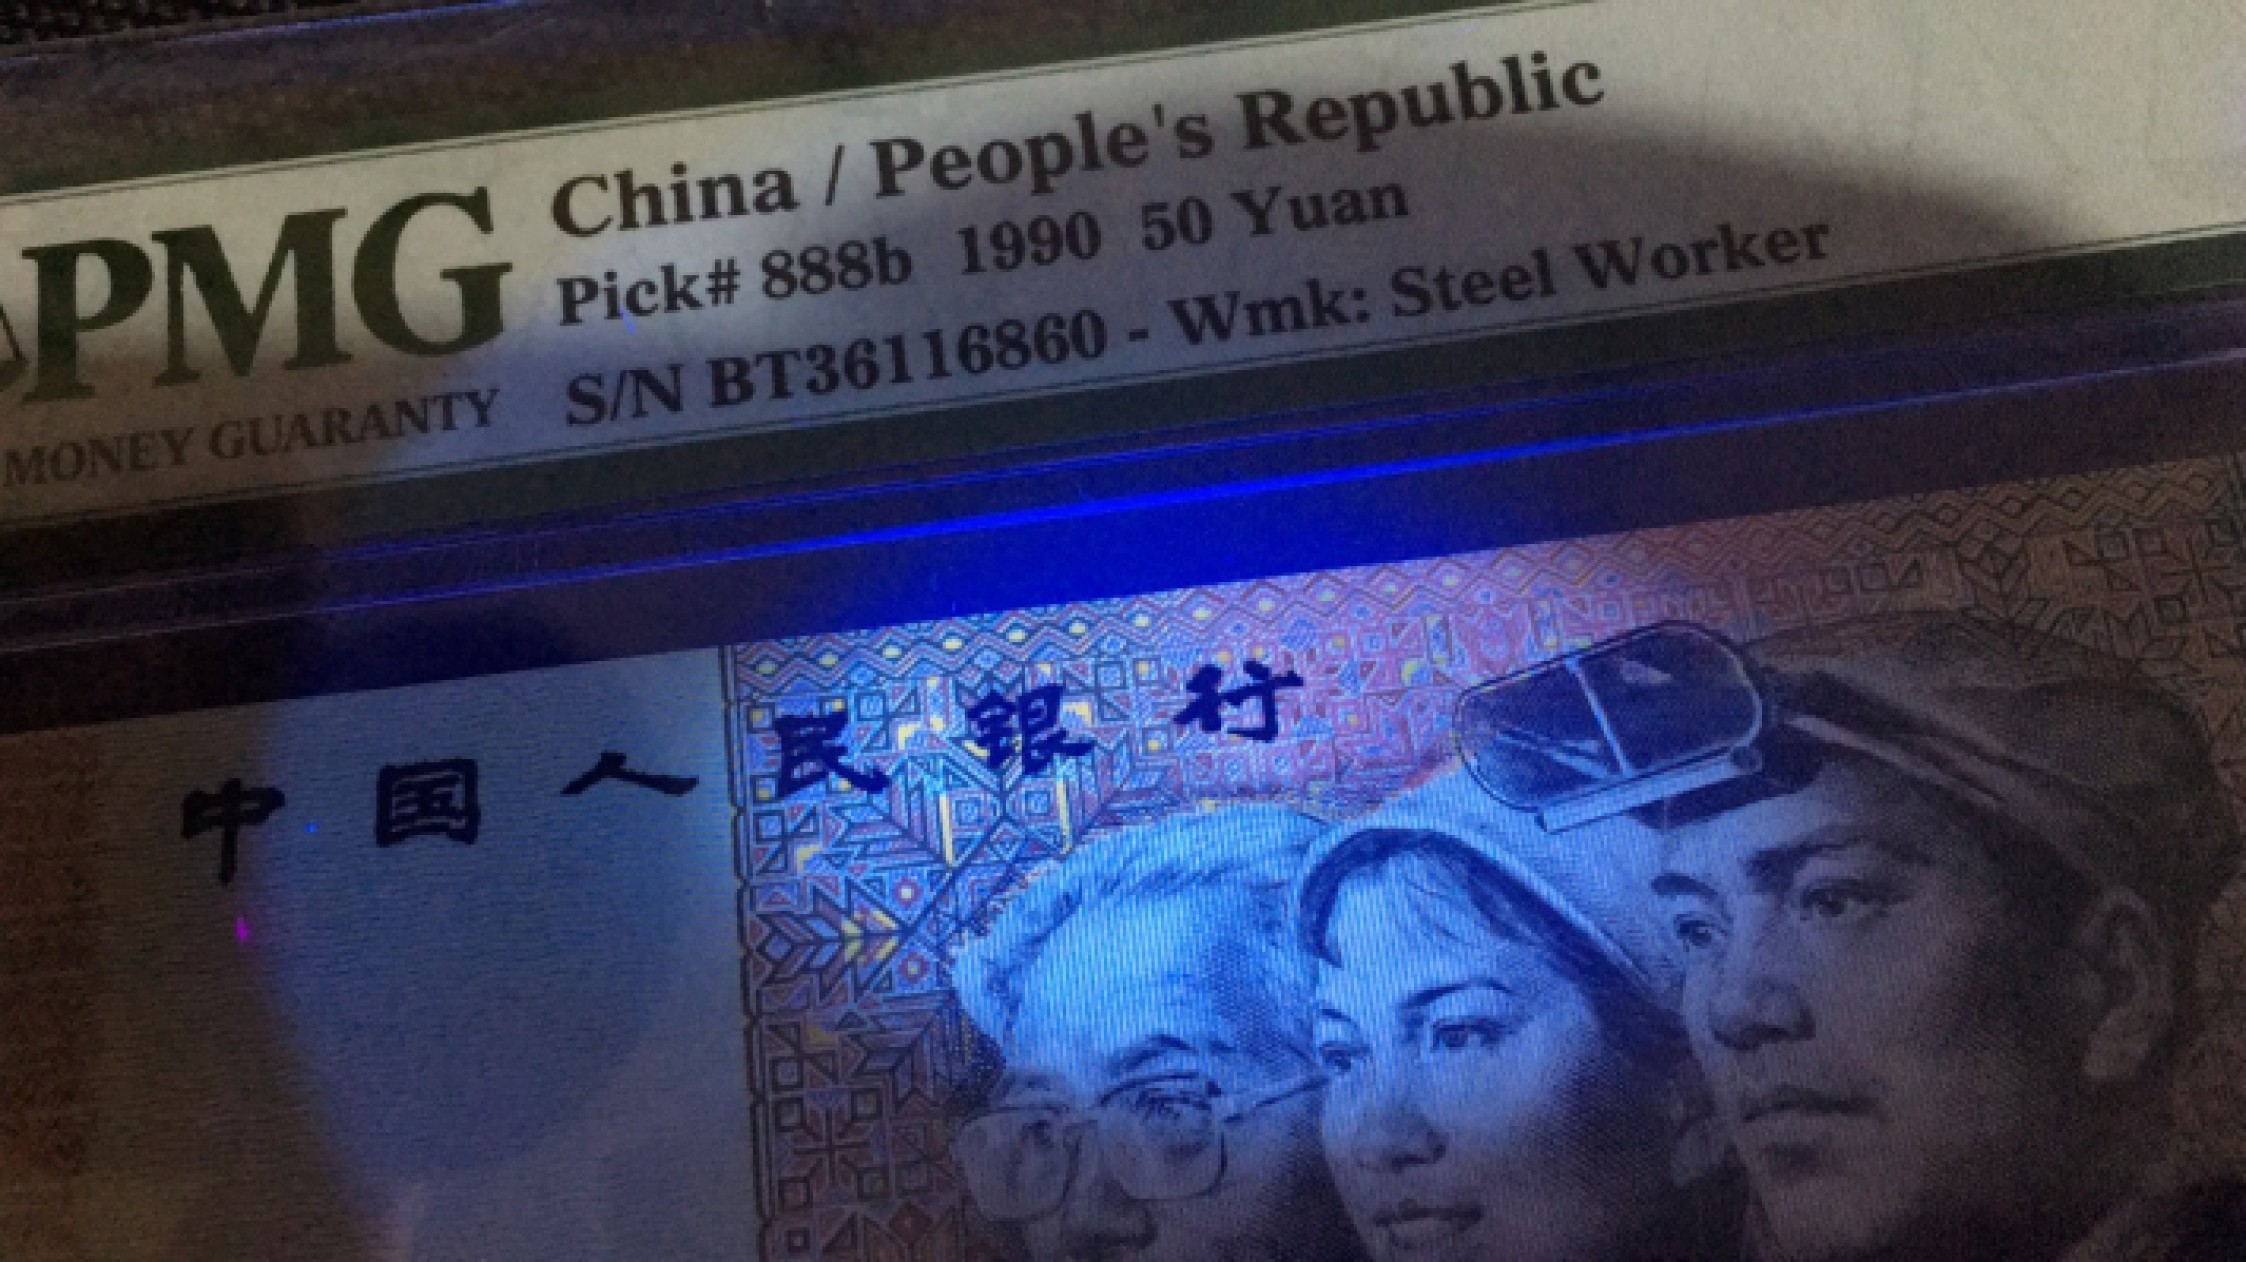 PMG
MONEY GUARANTY
China / People's Republic
Pick# 888b 1990 50 Yuan
S/N BT36116860 - Wmk: Steel Worker
中国人民銀行